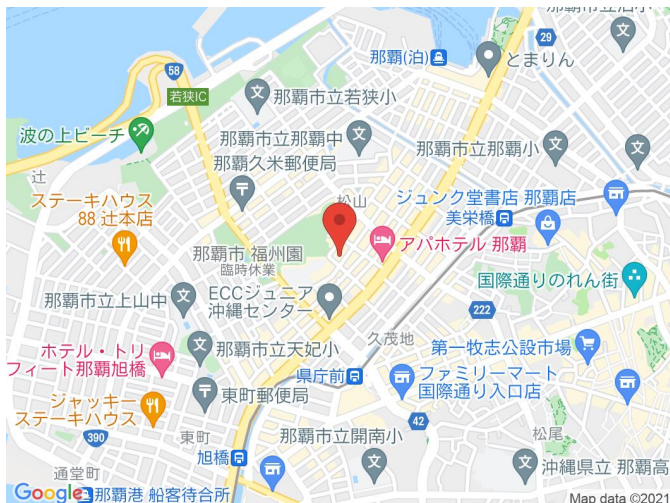 那覇市立泊小
那覇(泊)
とまりん
29
58
若狭IC
那覇市立若狭小
波の上ビーチ
那覇市立那覇中
那覇市立那覇小
那覇久米郵便局
辻
松山
ステーキハウス
88 辻本店
ジュンク堂書店 那覇店
美栄橋
那覇市 福州園
臨時休業
アパホテル 那覇
国際通りのれん街
那覇市立上山中
ECCジュニア
沖縄センター
222
久茂地
第一牧志公設市場
ホテル・トリ
フィート那覇旭橋
那覇市立天妃小
県庁前
ファミリーマート
国際通り入口店
東町郵便局
ジャッキー
ステーキハウス
42
390
東町
那覇市立開南小
松尾
旭橋
通堂町
沖縄県立 那覇高
Google
那覇港 船客待合所
Map data ©2021